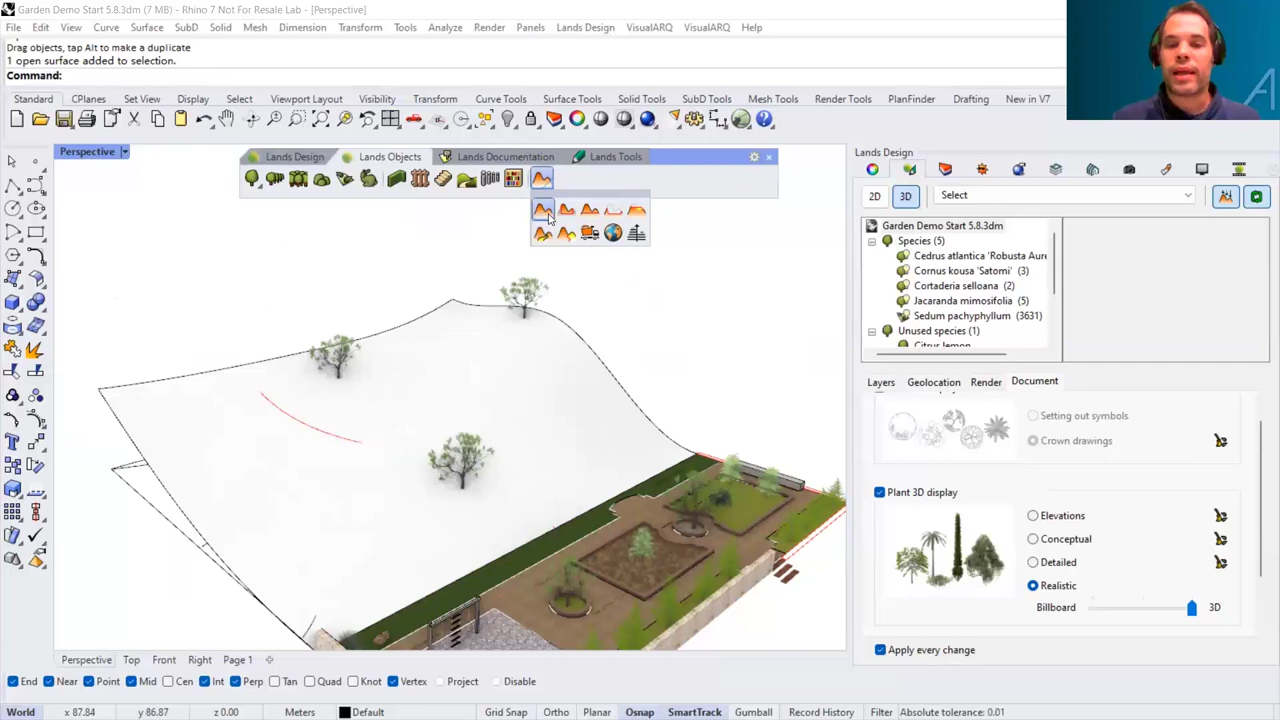 Garden Demo Start 5.8.3dm (7 MB) - Rhino 7 Not For Resale Lab - [Perspective]
File Edit View Curve Surface SubD Solid Mesh Dimension Transform Tools Analyze Render Panels Lands Design VisualARQ VisualARQ Help
Drag objects, tap Alt to make a duplicate
1 open surface added to selection.
Command:
Standard CPlanes Set View Display Select Viewport Layout Visibility Transform Curve Tools Surface Tools Solid Tools SubD Tools Mesh Tools Render Tools PlanFinder Drafting New in V7
Perspective
Lands Design Lands Objects Lands Documentation Lands Tools
Lands Design
2D 3D Select
Garden Demo Start 5.8.3dm
Species (5)
Cedrus atlantica 'Robusta Aure
Cornus kousa 'Satomi' (3)
Cortaderia selloana (2)
Jacaranda mimosifolia (5)
Sedum pachyphyllum (3631)
Unused species (1)
Citrus lemon
Layers Geolocation Render Document
Setting out symbols
Crown drawings
Plant 3D display
Elevations
Conceptual
Detailed
Realistic
Billboard 3D
Apply every change
Perspective Top Front Right Page 1
End Near Point Mid Cen Int Perp Tan Quad Knot Vertex Project Disable
World x 87.84 y 86.87 z 0.00 Meters Default Grid Snap Ortho Planar Osnap SmartTrack Gumball Record History Filter Absolute tolerance: 0.01